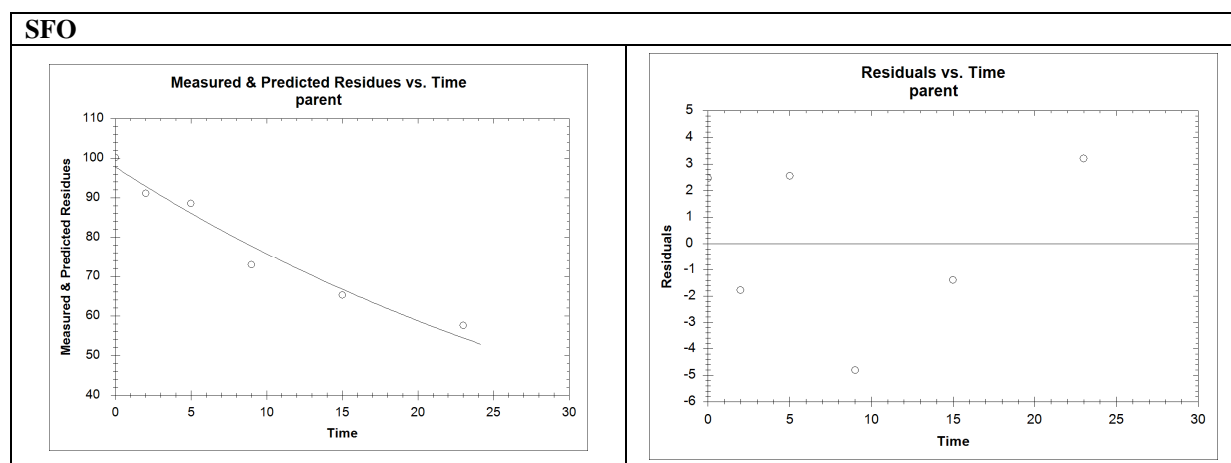 SFO
Measured & Predicted Residues vs. Time
parent
Measured & Predicted Residues
110
100
90
80
70
60
50
40
0 5 10 15 20 25 30
Time
Residuals vs. Time
parent
Residuals
5
4
3
2
1
0
-1
-2
-3
-4
-5
-6
0 5 10 15 20 25 30
Time